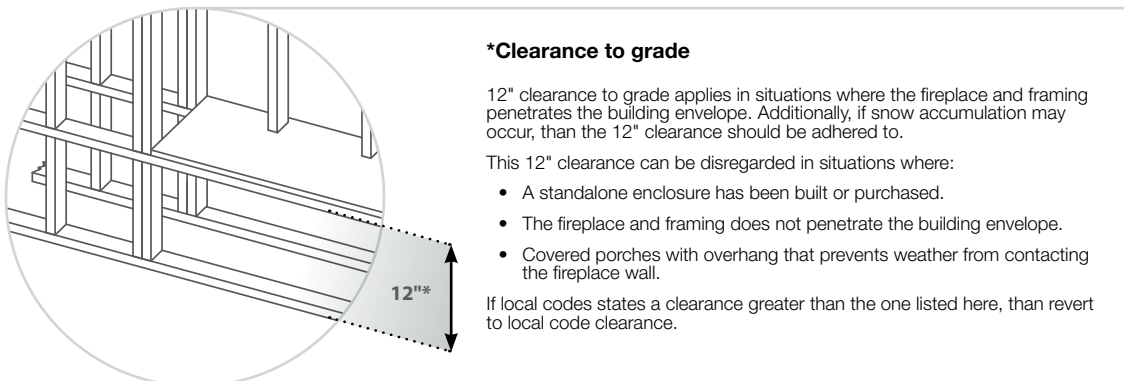 *Clearance to grade
12" clearance to grade applies in situations where the fireplace and framing
penetrates the building envelope. Additionally, if snow accumulation may
occur, than the 12" clearance should be adhered to.
This 12" clearance can be disregarded in situations where:
• A standalone enclosure has been built or purchased.
• The fireplace and framing does not penetrate the building envelope.
• Covered porches with overhang that prevents weather from contacting
the fireplace wall.
If local codes states a clearance greater than the one listed here, than revert
to local code clearance.
12"*